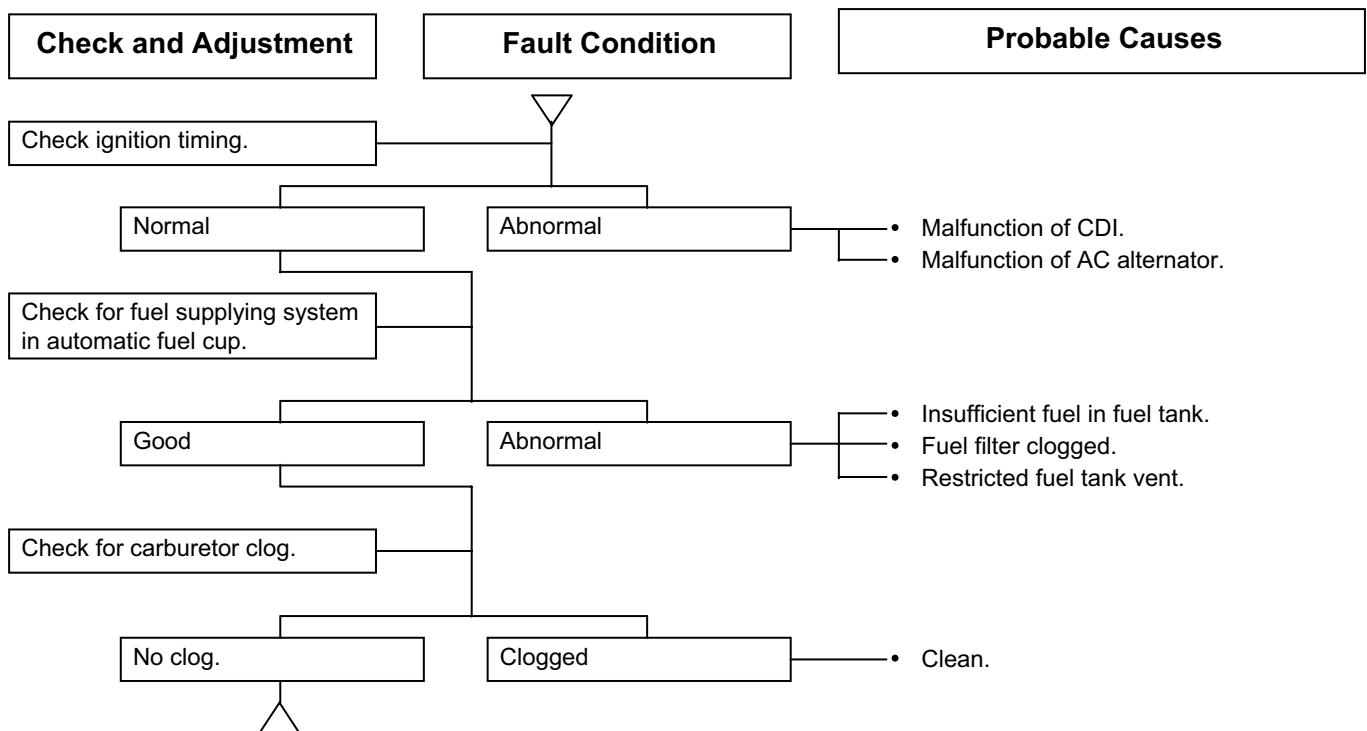 Check and Adjustment
Fault Condition
Probable Causes
Check ignition timing.
Normal
Abnormal
• Malfunction of CDI.
• Malfunction of AC alternator.
Check for fuel supplying system
in automatic fuel cup.
Good
Abnormal
• Insufficient fuel in fuel tank.
• Fuel filter clogged.
• Restricted fuel tank vent.
Check for carburetor clog.
No clog.
Clogged
• Clean.